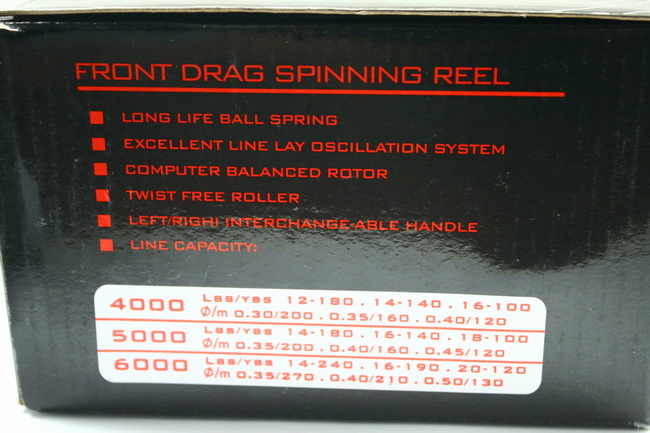 FRONT DRAG SPINNING REEL
LONG LIFE BALL SPRING
EXCELLENT LINE LAY OSCILLATION SYSTEM
COMPUTER BALANCED ROTOR
TWIST FREE ROLLER
LEFT/RIGHI INTERCHANGE-ABLE HANDLE
LINE CAPACITY:
4000 LBS/YBS 12-180 . 14-140 . 16-100
Ø/m 0.30/200 . 0.35/160 . 0.40/120
5000 LBS/YBS 14-180 . 16-140 . 18-100
Ø/m 0.35/200 . 0.40/160 . 0.45/120
6000 LBS/YBS 14-240 . 16-190 . 20-120
Ø/m 0.35/270 . 0.40/210 . 0.50/130